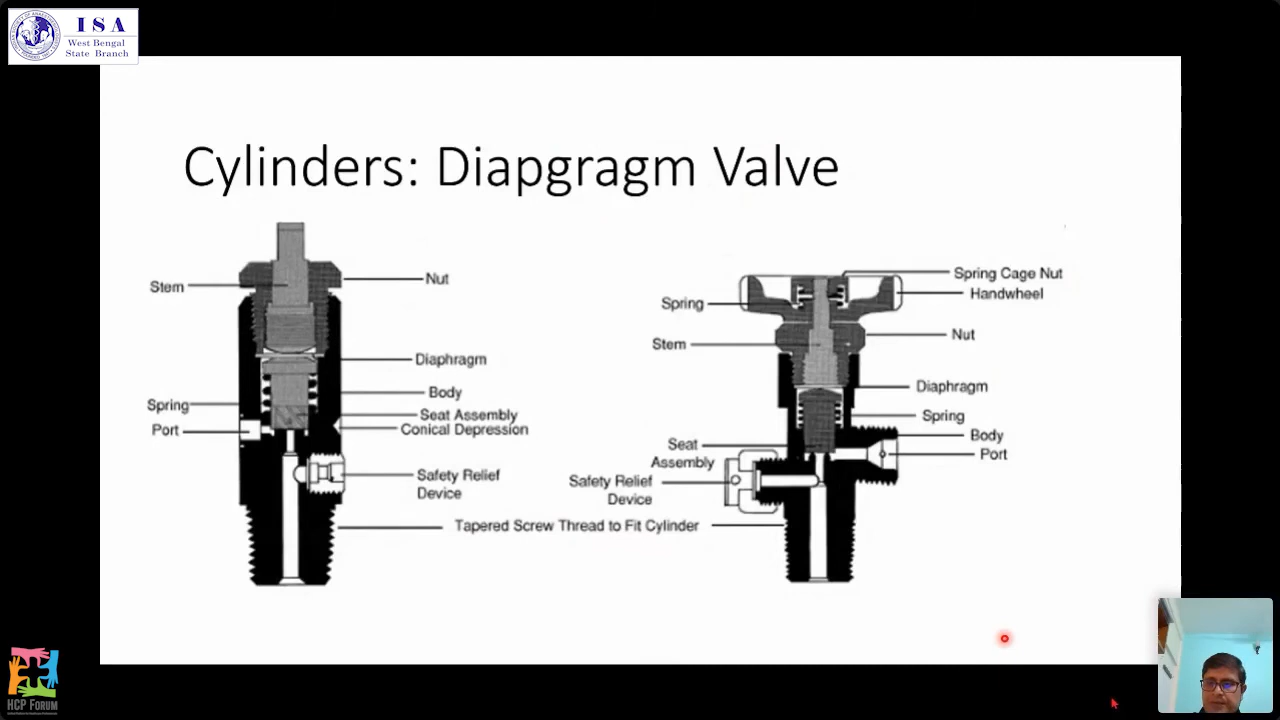 ISA
West Bengal
State Branch
Cylinders: Diapgragm Valve
Stem
Nut
Diaphragm
Body
Spring
Seat Assembly
Port
Conical Depression
Safety Relief
Device
Tapered Screw Thread to Fit Cylinder
Spring Cage Nut
Handwheel
Spring
Nut
Stem
Diaphragm
Spring
Body
Seat
Assembly
Port
Safety Relief
Device
HCP FORUM